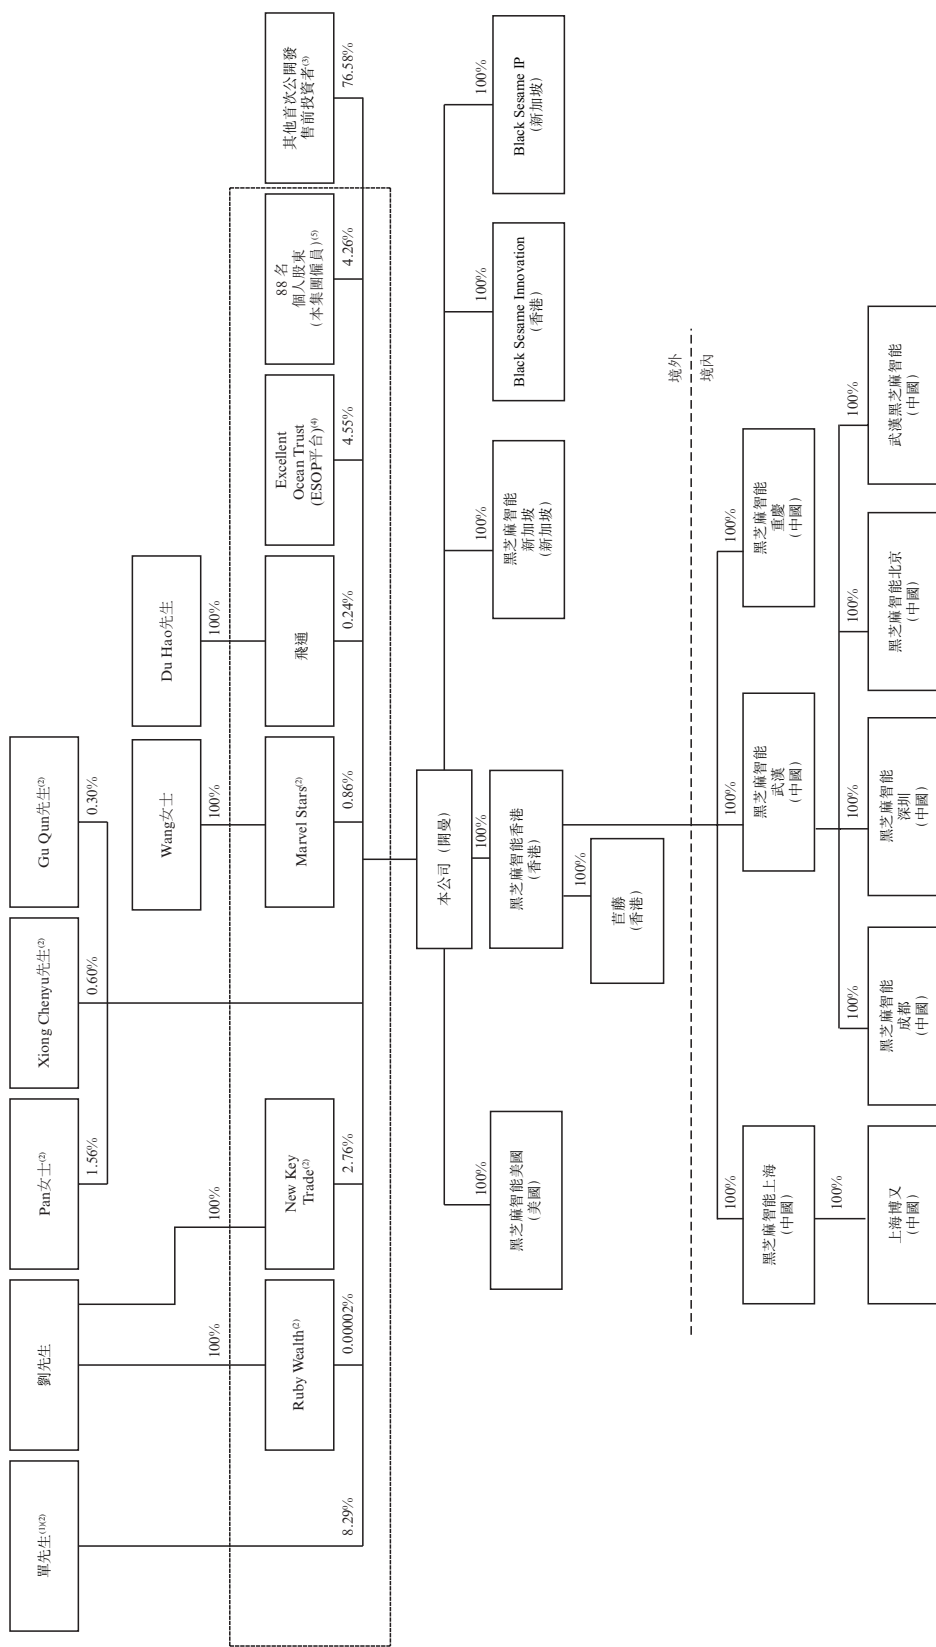 單先生(1)(2)
劉先生
Pan女士(2)
Xiong Chenyu先生(2)
Gu Qun先生(2)
1.56%
0.60%
0.30%
Wang女士
Du Hao先生
100%
100%
100%
100%
Ruby Wealth(2)
New Key
Trade(2)
Marvel Stars(2)
飛通
Excellent
Ocean Trust
(ESOP平台)(4)
88 名
個人股東
(本集團僱員)(5)
其他首次公開發
售前投資者(3)
8.29%
0.00002%
2.76%
0.86%
0.24%
4.55%
4.26%
76.58%
本公司 (開曼)
100%
100%
100%
100%
100%
黑芝麻智能美國
(美國)
黑芝麻智能香港
(香港)
黑芝麻智能
新加坡
(新加坡)
Black Sesame Innovation
(香港)
Black Sesame IP
(新加坡)
100%
苣藤
(香港)
境外
境內
100%
100%
100%
黑芝麻智能上海
(中國)
黑芝麻智能
武漢
(中國)
黑芝麻智能
重慶
(中國)
100%
100%
100%
100%
100%
上海博又
(中國)
黑芝麻智能
成都
(中國)
黑芝麻智能
深圳
(中國)
黑芝麻智能北京
(中國)
武漢黑芝麻智能
(中國)